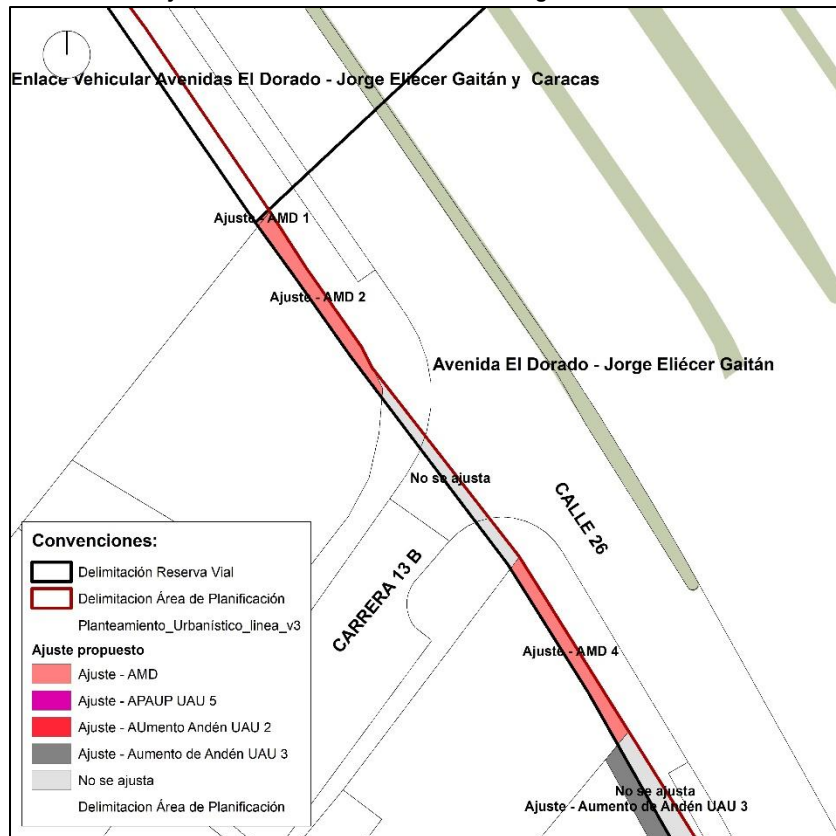 Enlace Vehicular Avenidas El Dorado - Jorge Eliécer Gaitán y Caracas
Ajuste - AMD 1
Ajuste - AMD 2
Avenida El Dorado - Jorge Eliécer Gaitán
No se ajusta
CALLE 26
CARRERA 13 B
Ajuste - AMD 4
No se ajusta
Ajuste - Aumento de Andén UAU 3
Convenciones:
Delimitación Reserva Vial
Delimitacion Área de Planificación
Planteamiento_Urbanístico_linea_v3
Ajuste propuesto
Ajuste - AMD
Ajuste - APAUP UAU 5
Ajuste - AUmento Andén UAU 2
Ajuste - Aumento de Andén UAU 3
No se ajusta
Delimitacion Área de Planificación